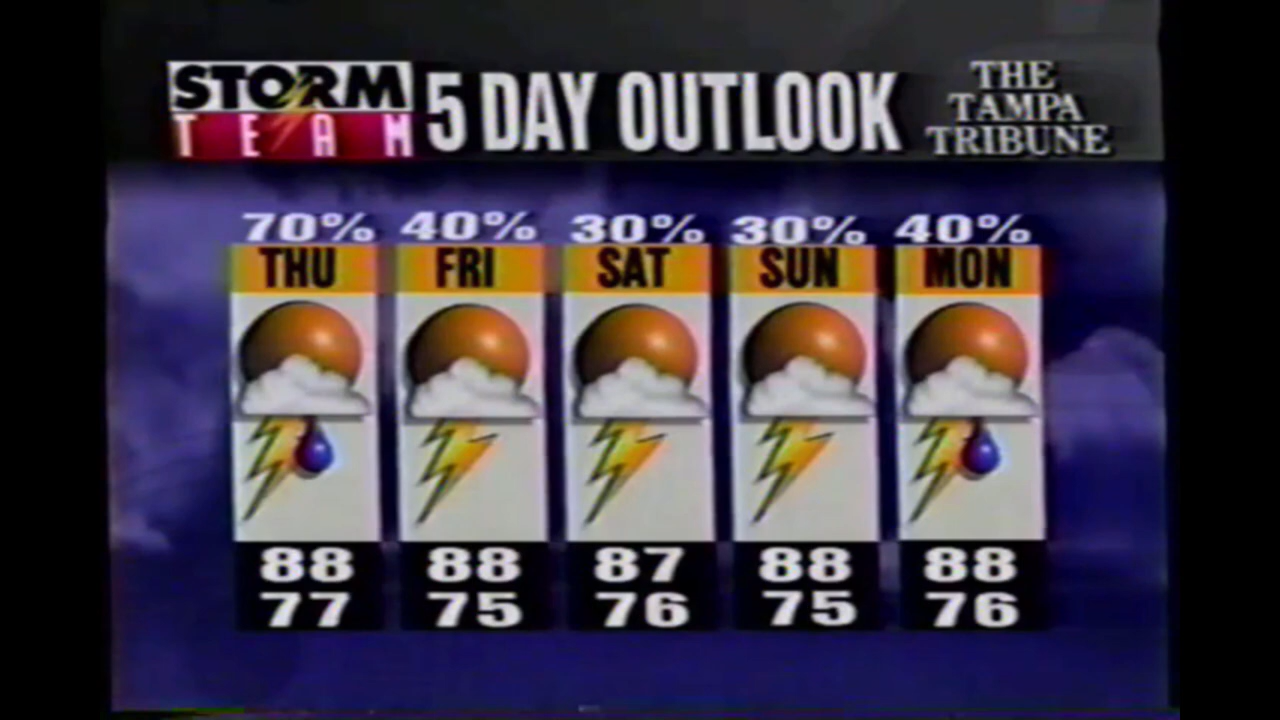 STORM
TEAM
5 DAY OUTLOOK
THE
TAMPA
TRIBUNE
70% 40% 30% 30% 40%
THU FRI SAT SUN MON
88 88 87 88 88
77 75 76 75 76